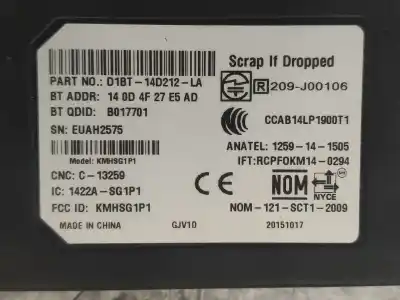 PART NO.: D1BT-14D212-LA
BT ADDR: 14 0D 4F 27 E5 AD
BT QDID: B017701
SN: EUAH2575
Model: KMHSG1P1
CNC: C-13259
IC: 1422A-SG1P1
FCC ID: KMHSG1P1
MADE IN CHINA
GJV10
Scrap If Dropped
R 209-J00106
CCAB14LP1900T1
ANATEL: 1259-14-1505
IFT:RCPFOKM14-0294
CE
NOM
NYCE
NOM-121-SCT1-2009
20151017